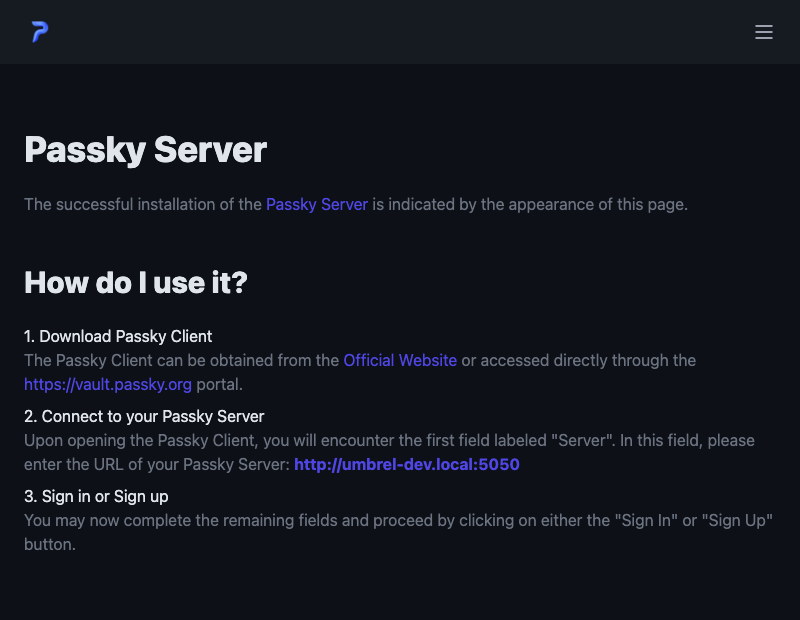 Passky Server
The successful installation of the Passky Server is indicated by the appearance of this page.
How do I use it?
1. Download Passky Client
The Passky Client can be obtained from the Official Website or accessed directly through the
https://vault.passky.org portal.
2. Connect to your Passky Server
Upon opening the Passky Client, you will encounter the first field labeled "Server". In this field, please
enter the URL of your Passky Server: http://umbrel-dev.local:5050
3. Sign in or Sign up
You may now complete the remaining fields and proceed by clicking on either the "Sign In" or "Sign Up"
button.